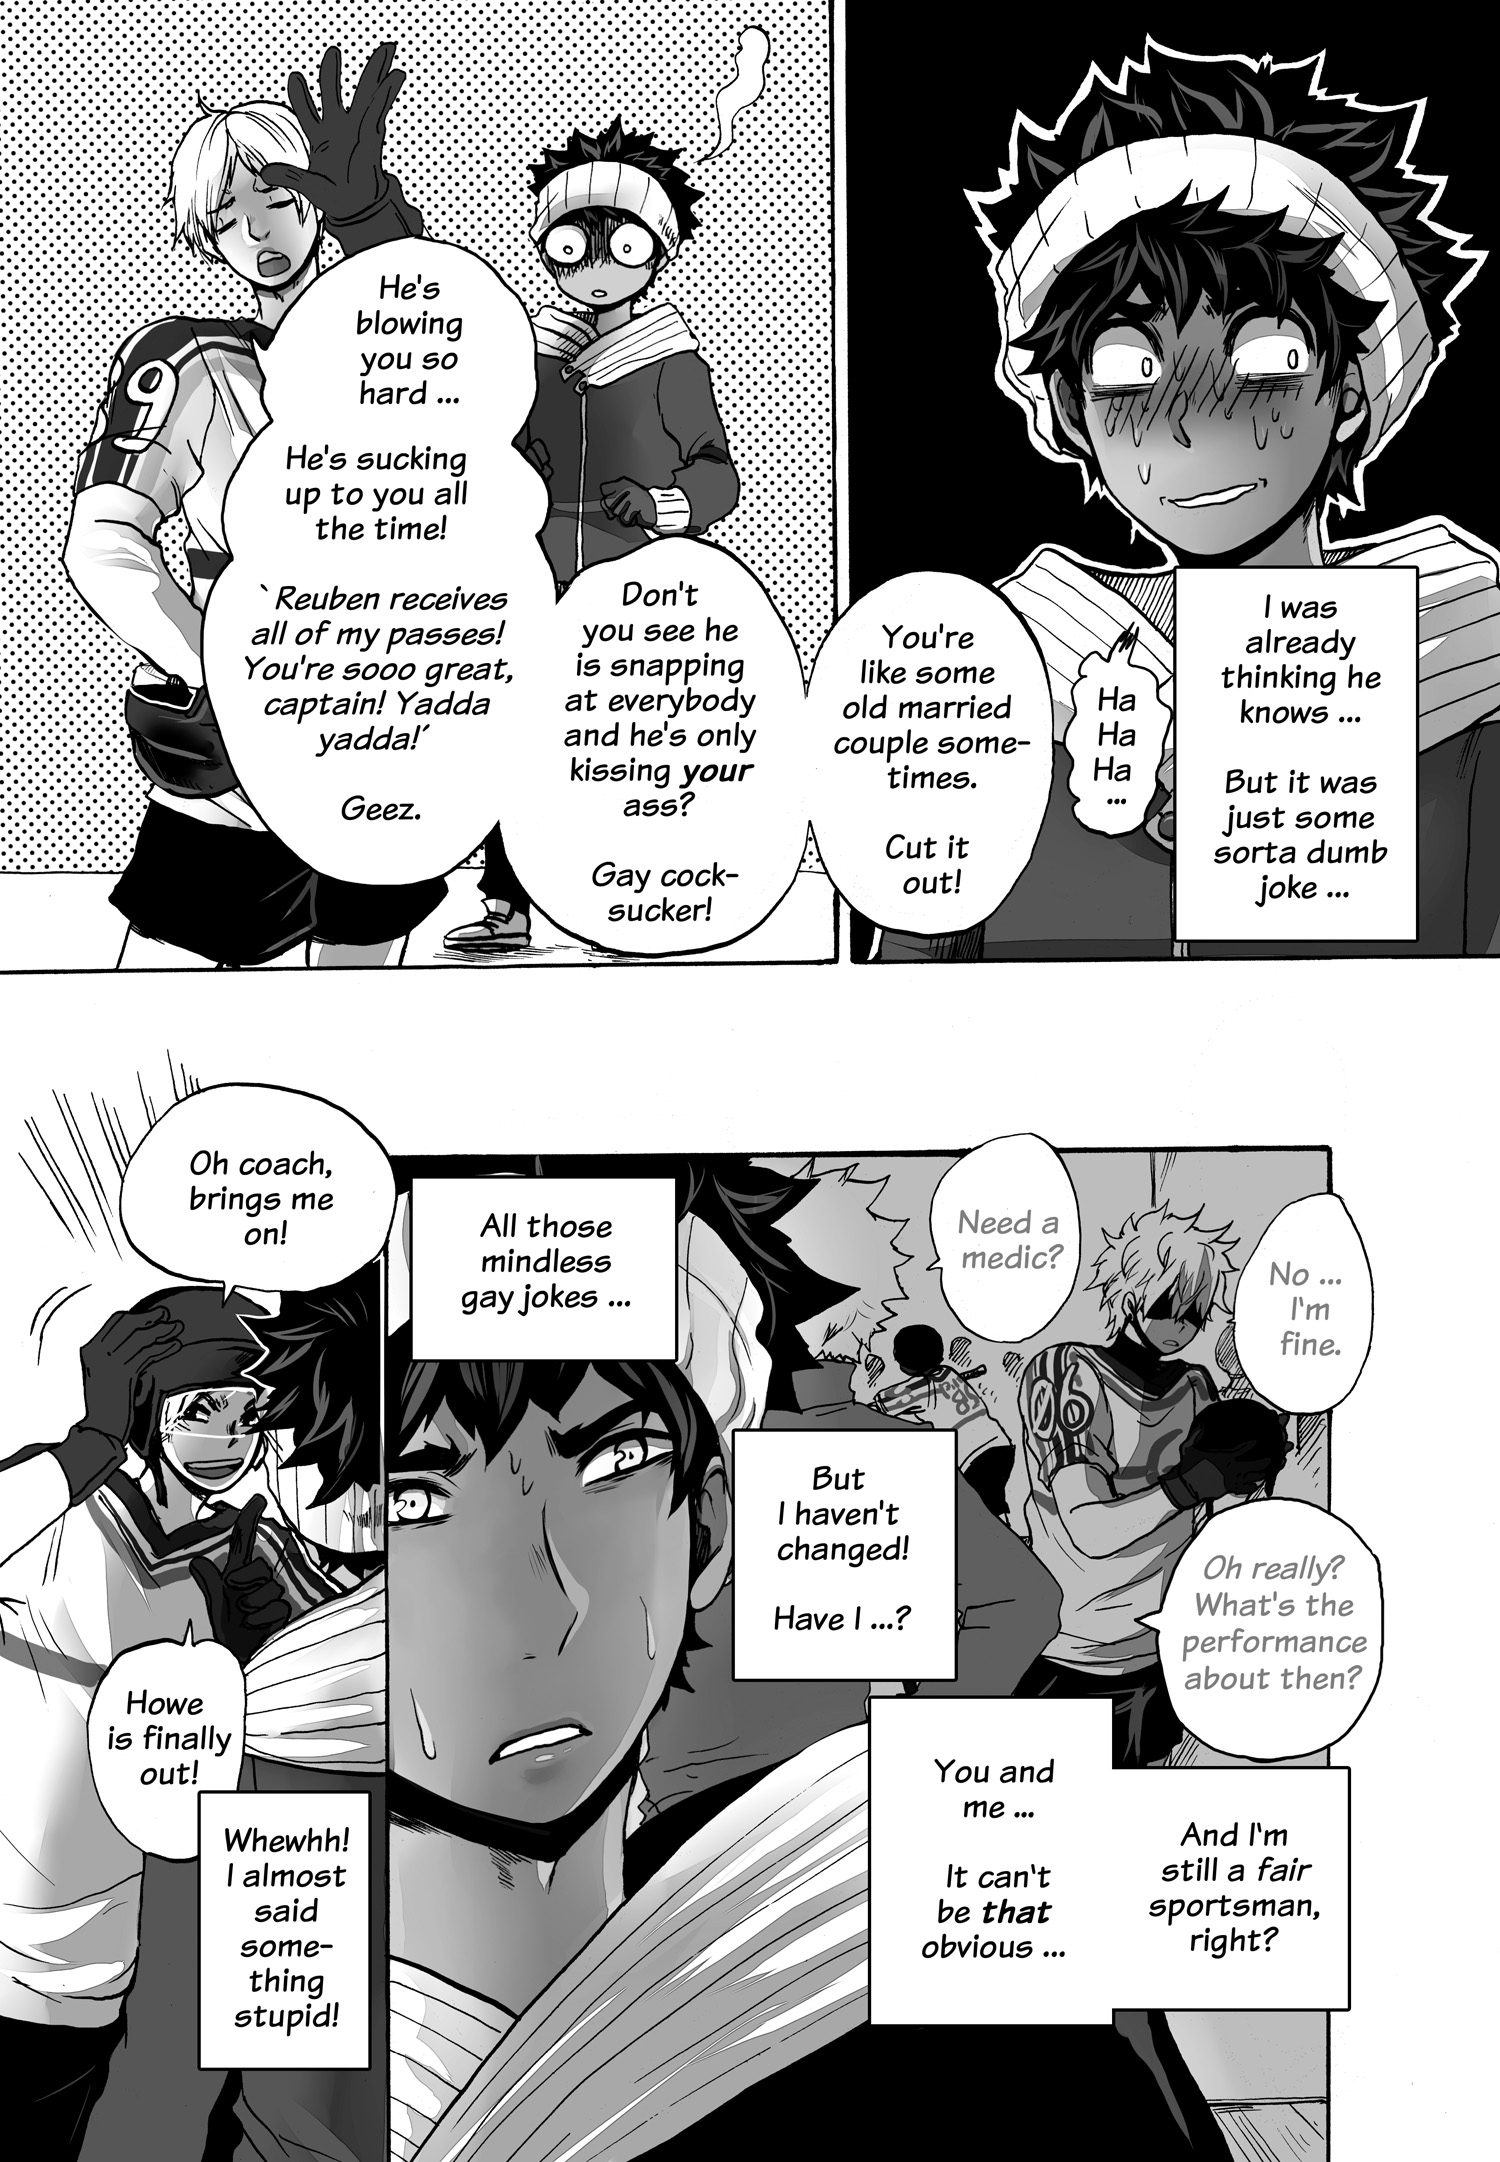 He's
blowing
you so
hard ...
He's sucking
up to you all
the time!
`Reuben receives
all of my passes!
You're sooo great,
captain! Yadda
yadda!´
Geez.
Don't
you see he
is snapping
at everybody
and he's only
kissing your
ass?
Gay cock-
sucker!
You're
like some
old married
couple some-
times.
Cut it
out!
Ha
Ha
Ha
...
I was
already
thinking he
knows ...
But it was
just some
sorta dumb
joke ...
Oh coach,
brings me
on!
Howe
is finally
out!
Whewhh!
I almost
said
some-
thing
stupid!
All those
mindless
gay jokes ...
Need a
medic?
No ...
I'm
fine.
But
I haven't
changed!
Have I ...?
06
Oh really?
What's the
performance
about then?
You and
me ...
It can't
be that
obvious ...
And I'm
still a fair
sportsman,
right?